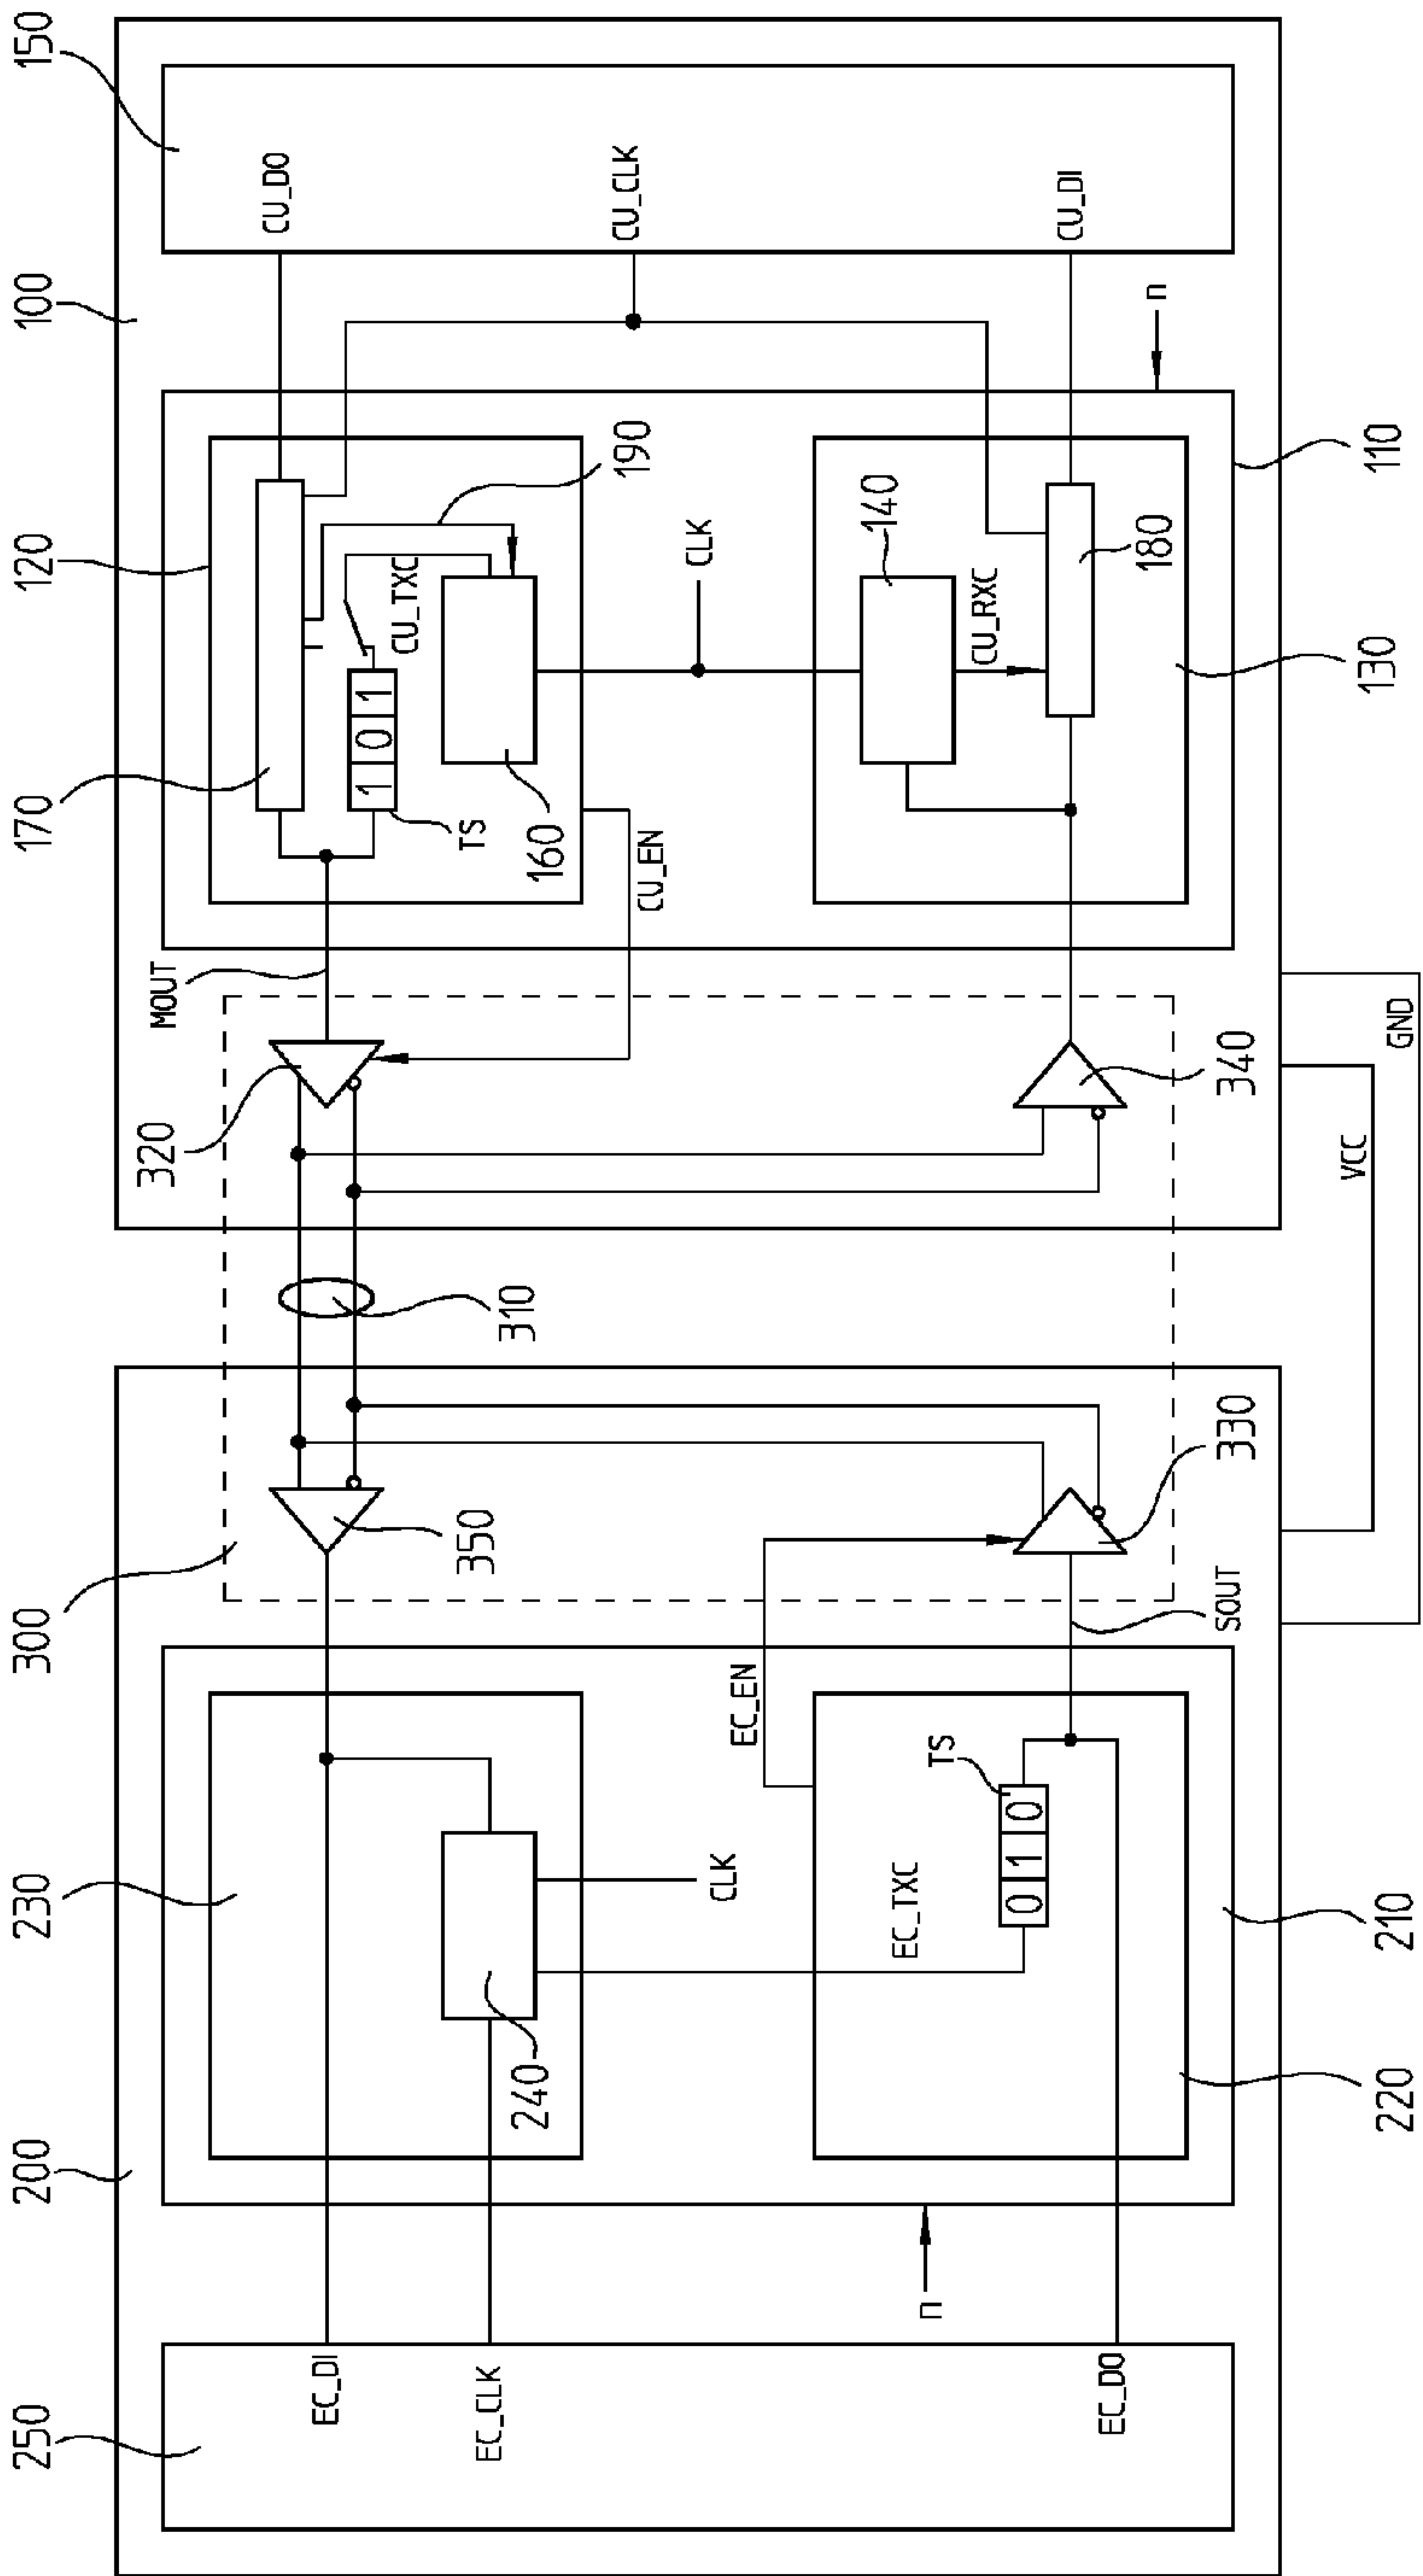 250
200
230
300
320
170
120
100
150
EC_DI
EC_CLK
EC_DO
240
CLK
EC_TXC
EC_EN
TS
0 1 0
n
220
210
SOUT
350
310
330
340
MOUT
CU_EN
TS
1 0 1
160
CU_TXC
190
CLK
140
CU_RXC
180
130
110
n
CU_DO
CU_CLK
CU_DI
VCC
GND